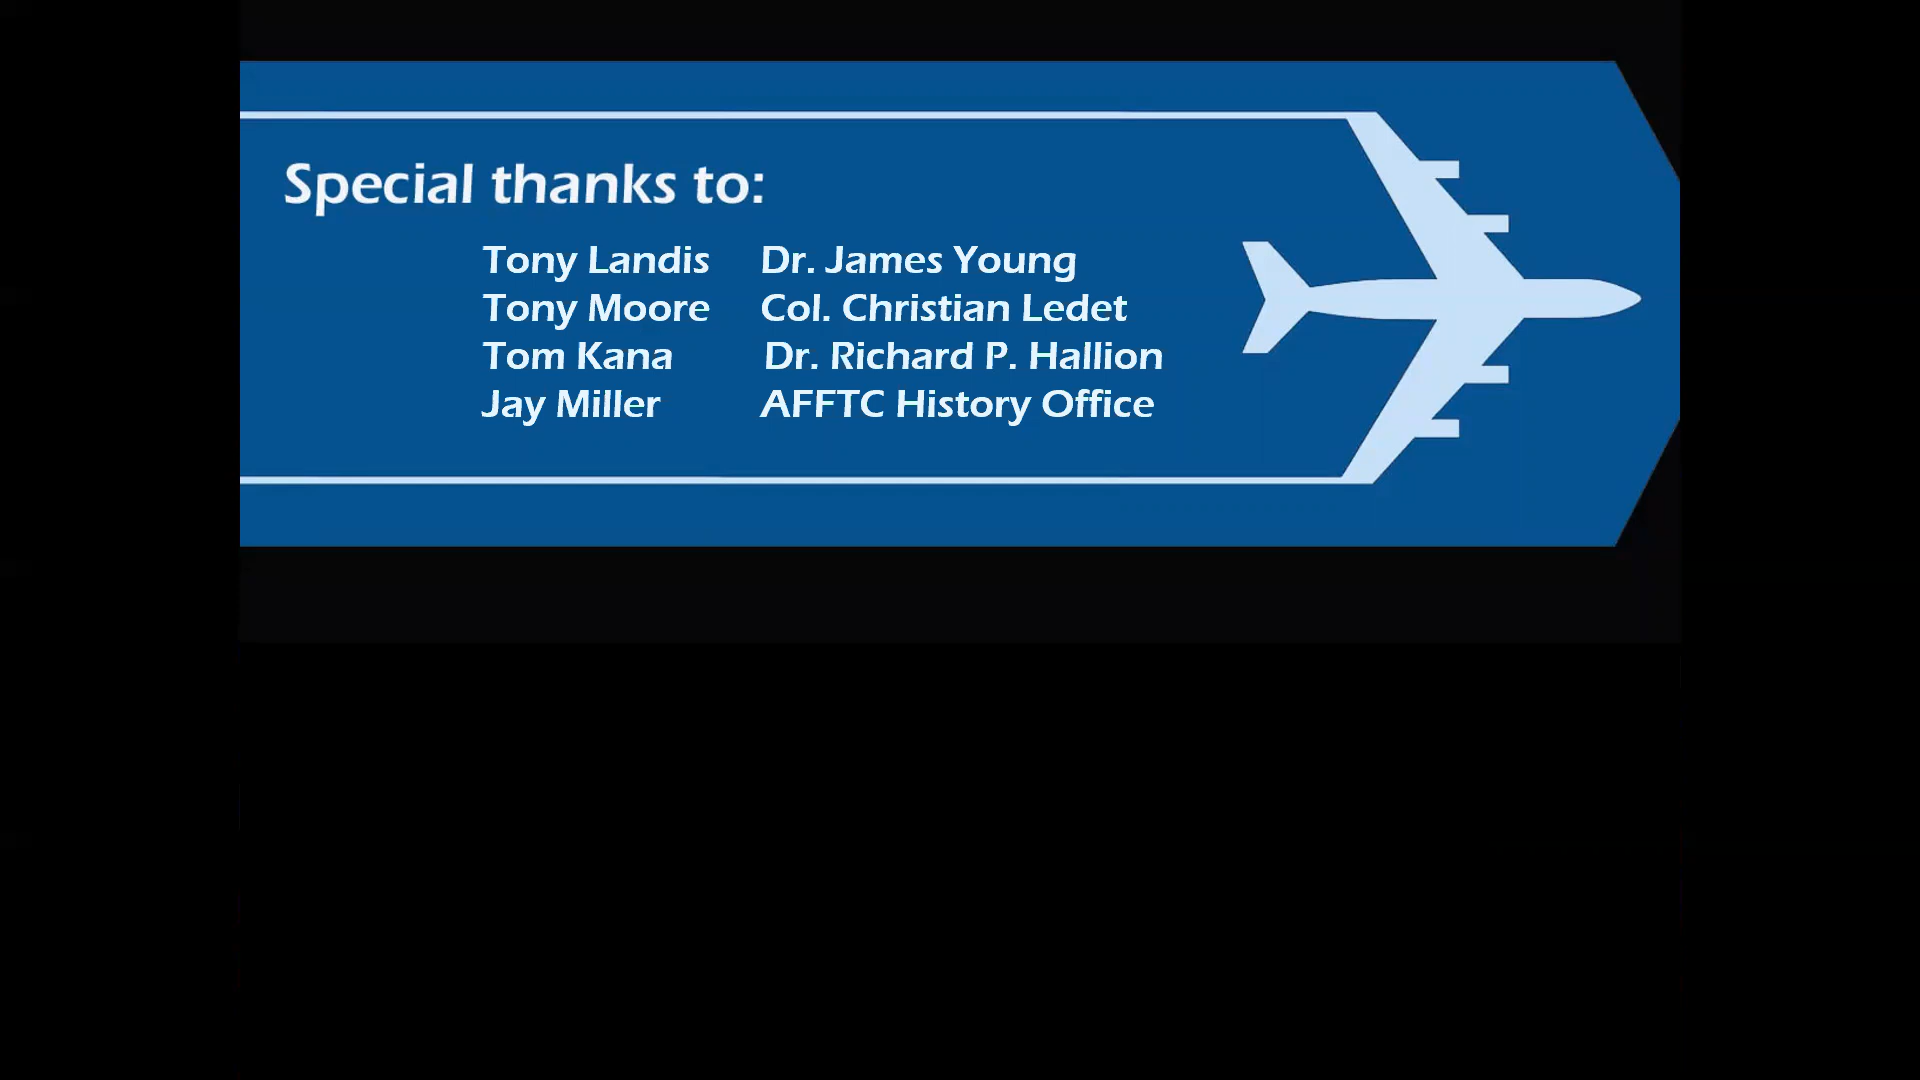 Special thanks to:
Tony Landis Dr. James Young
Tony Moore Col. Christian Ledet
Tom Kana Dr. Richard P. Hallion
Jay Miller AFFTC History Office